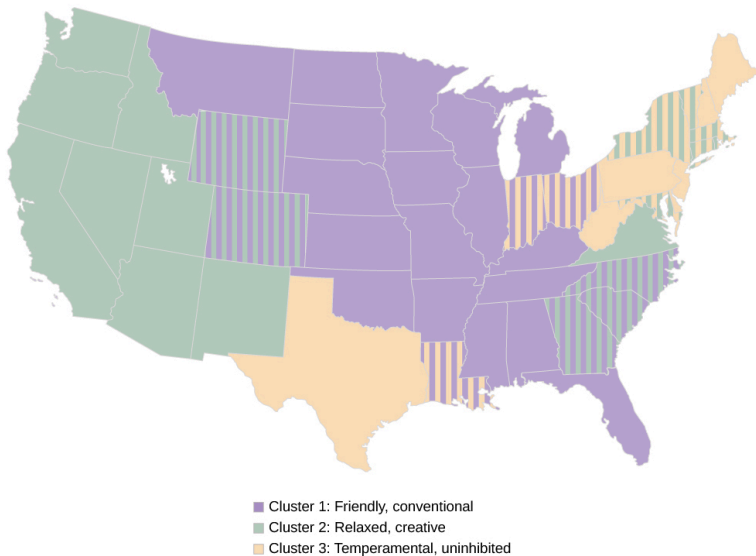 Cluster 1: Friendly, conventional
Cluster 2: Relaxed, creative
Cluster 3: Temperamental, uninhibited